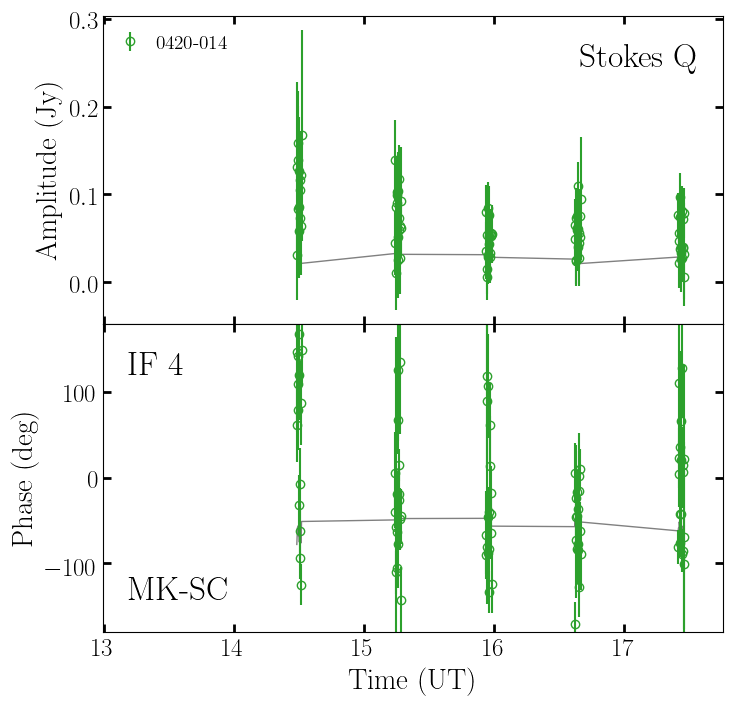 0.3
0420-014
Stokes Q
0.2
Amplitude (Jy)
0.1
0.0
IF 4
100
0
Phase (deg)
−100
MK-SC
13 14 15 16 17
Time (UT)